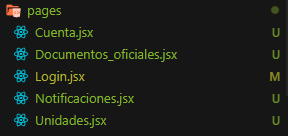 pages
Cuenta.jsx U
Documentos_oficiales.jsx U
Login.jsx M
Notificaciones.jsx U
Unidades.jsx U